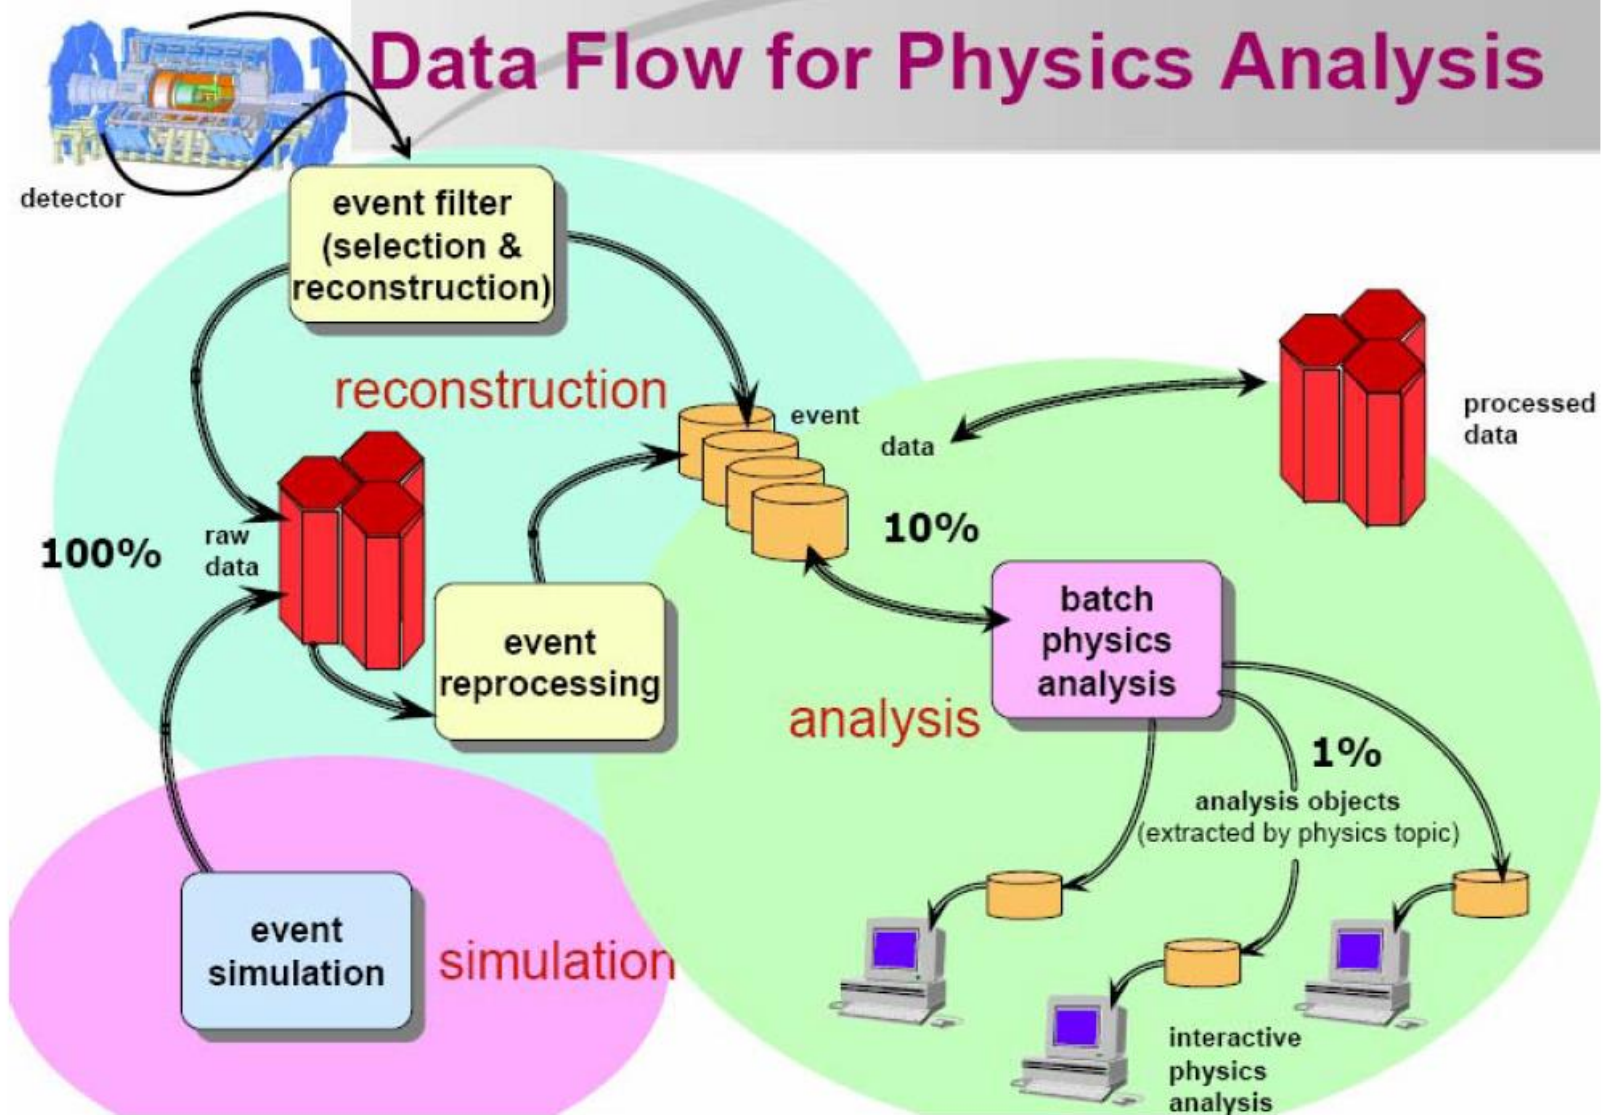 Data Flow for Physics Analysis
detector
event filter
(selection &
reconstruction)
reconstruction
event
data
processed
data
100%
raw
data
10%
event
reprocessing
batch
physics
analysis
analysis
1%
analysis objects
(extracted by physics topic)
event
simulation
simulation
interactive
physics
analysis